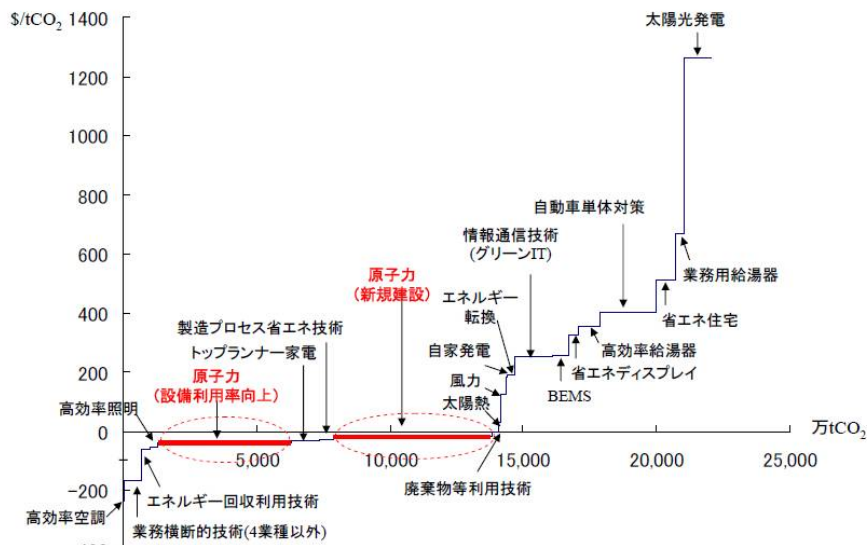 $/tCO2 1400
太陽光発電
1200
1000
800
自動車単体対策
情報通信技術
(グリーンIT)
600
業務用給湯器
原子力
(新規建設)
エネルギー
転換
省エネ住宅
400
製造プロセス省エネ技術
トップランナー家電
自家発電
高効率給湯器
原子力
(設備利用率向上)
省エネディスプレイ
200
風力
BEMS
高効率照明
太陽熱
0
万tCO2
5,000
10,000
15,000
20,000
25,000
廃棄物等利用技術
-200
エネルギー回収利用技術
高効率空調
業務横断的技術(4業種以外)